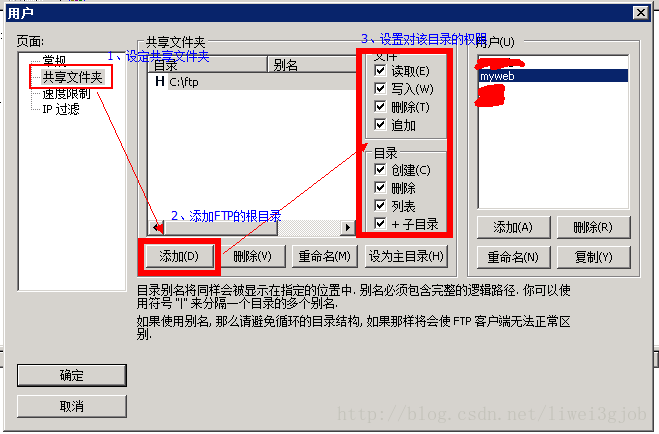 用户
页面:
常规
共享文件夹
速度限制
IP 过滤
共享文件夹
1、设定共享文件夹
目录
别名
H C:\ftp
2、添加FTP的根目录
添加(D)
删除(V)
重命名(M)
设为主目录(H)
3、设置对该目录的权限
文件
读取(E)
写入(W)
删除(T)
追加
目录
创建(C)
删除
列表
+ 子目录
用户(U)
myweb
添加(A)
删除(R)
重命名(N)
复制(Y)
目录别名将同样会被显示在指定的位置中. 别名必须包含完整的逻辑路径. 你可以使
用符号 "|" 来分隔一个目录的多个别名.
如果使用别名, 那么请避免循环的目录结构, 如果那样将会使 FTP 客户端无法正常区
别.
确定
取消
http://blog.csdn.net/liwei3gjob